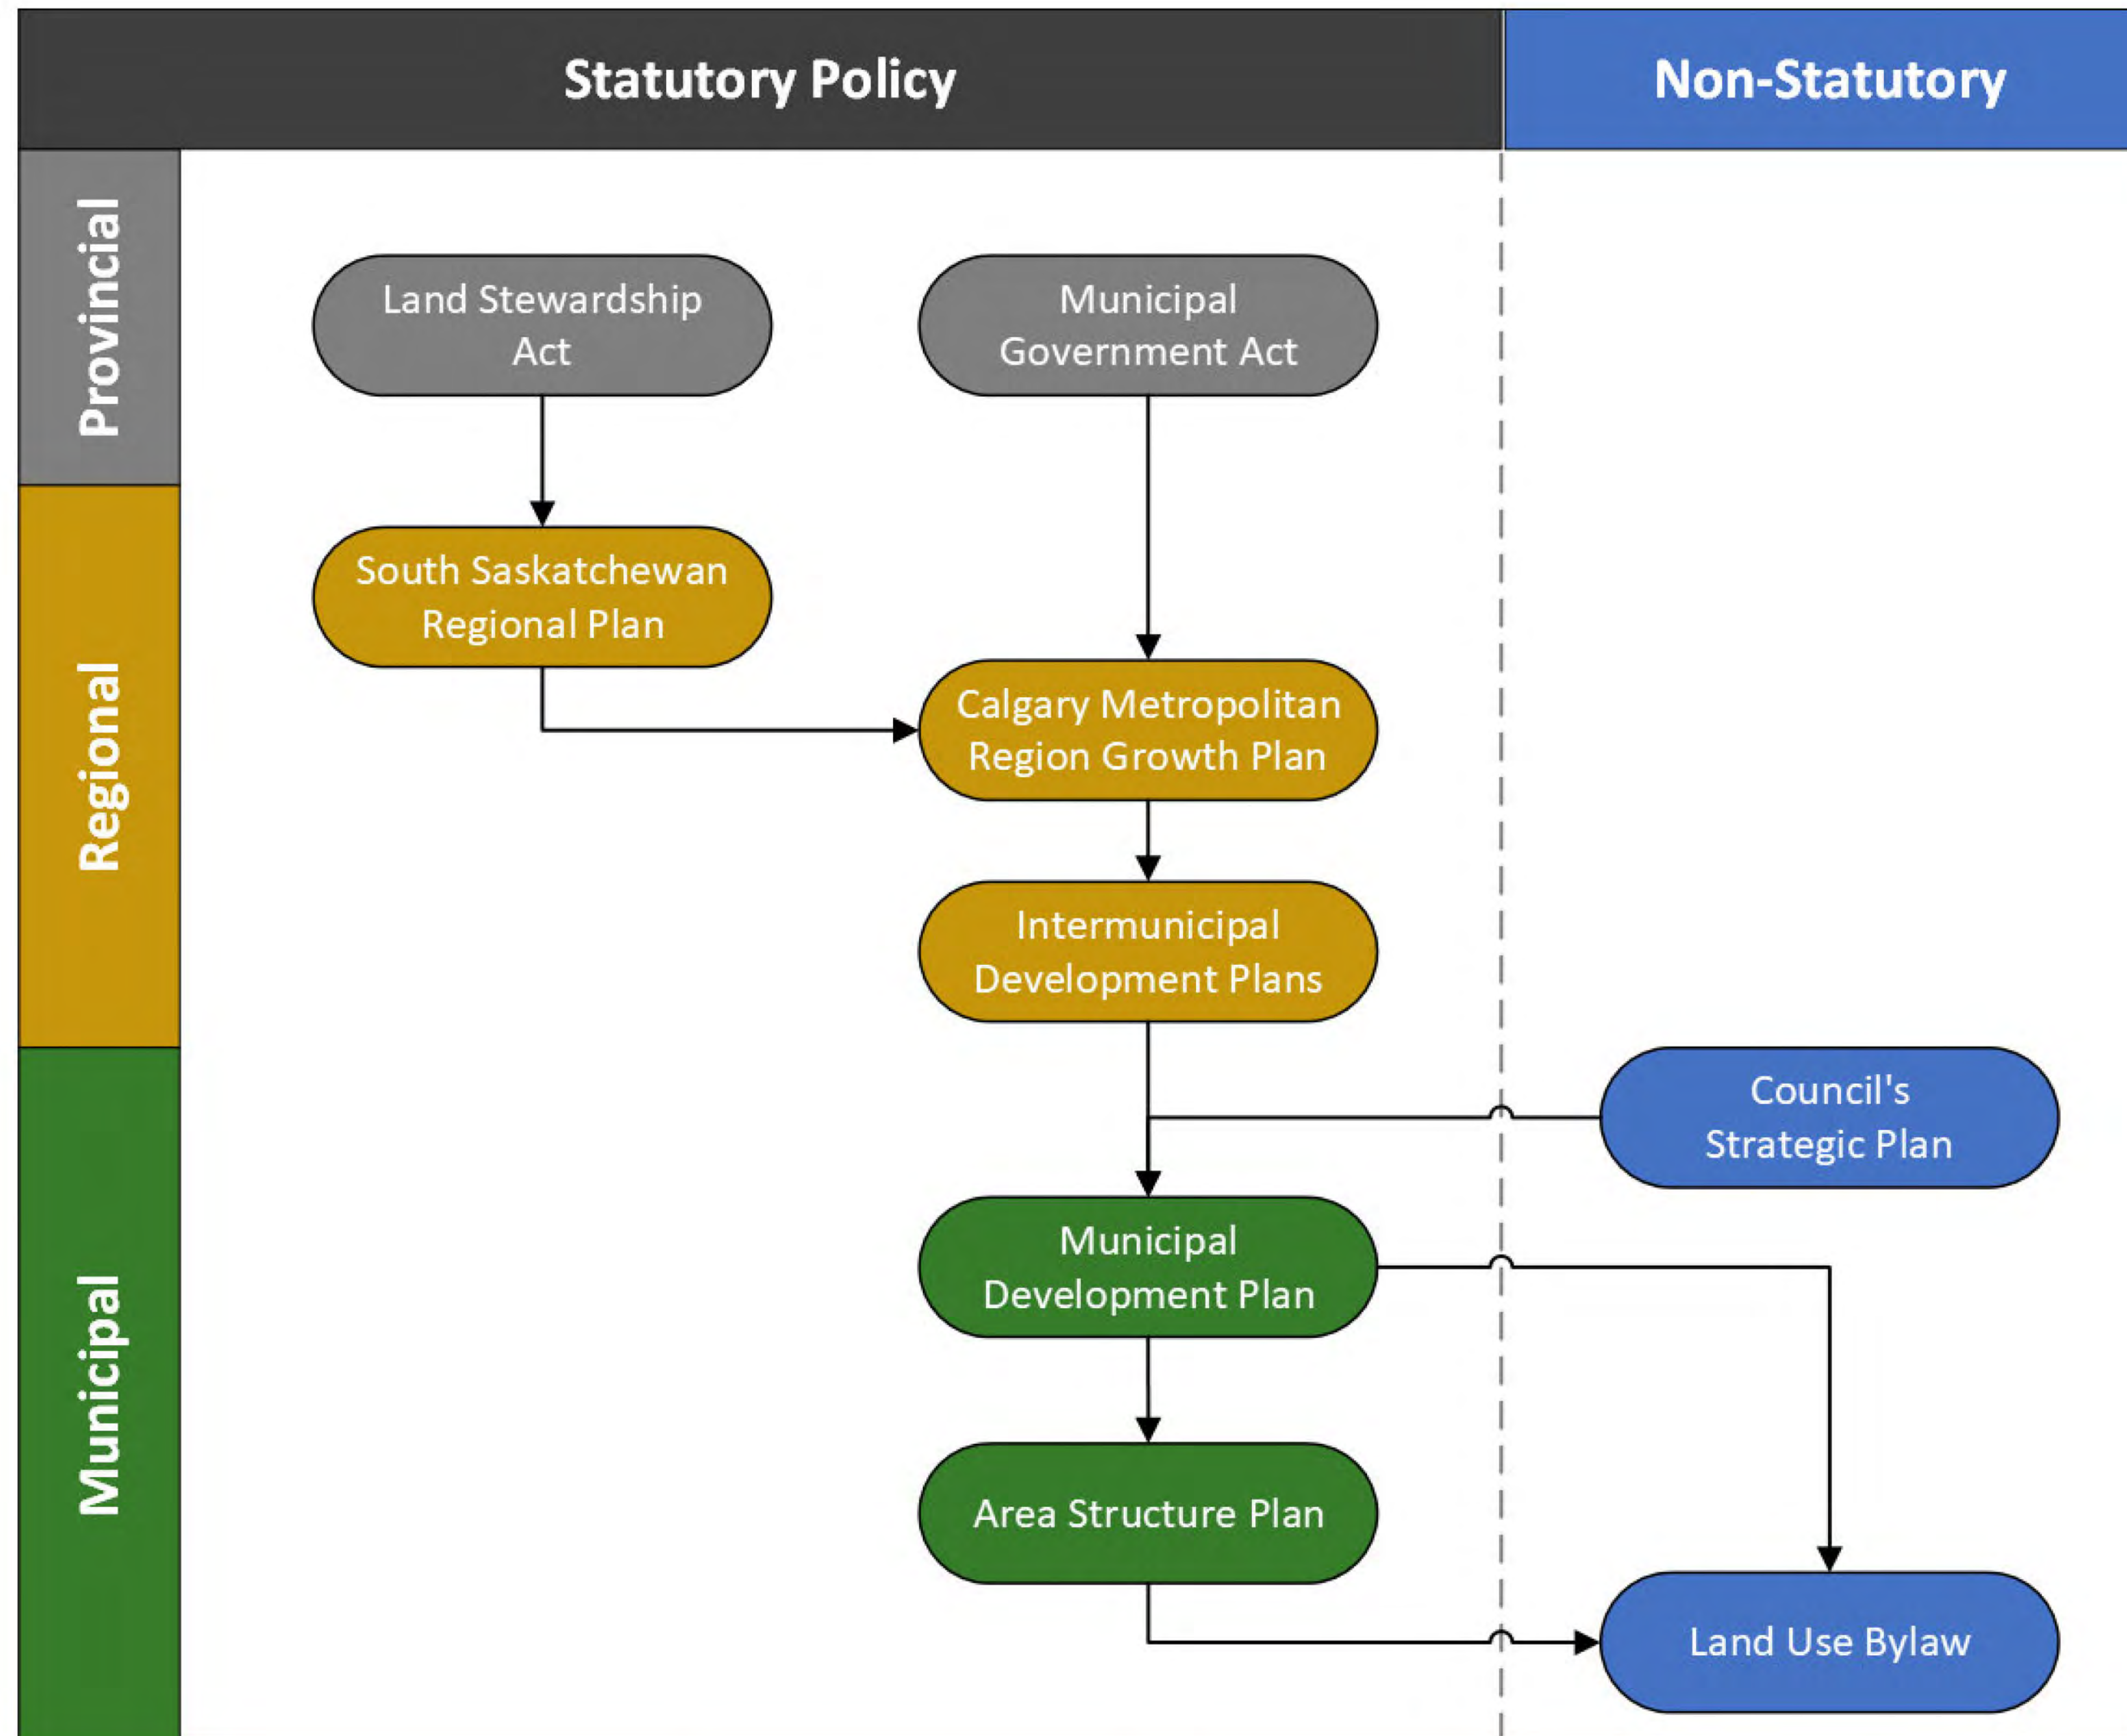 Statutory Policy
Non-Statutory
Provincial
Land Stewardship
Act
Municipal
Government Act
Regional
South Saskatchewan
Regional Plan
Calgary Metropolitan
Region Growth Plan
Intermunicipal
Development Plans
Municipal
Council's
Strategic Plan
Municipal
Development Plan
Area Structure Plan
Land Use Bylaw